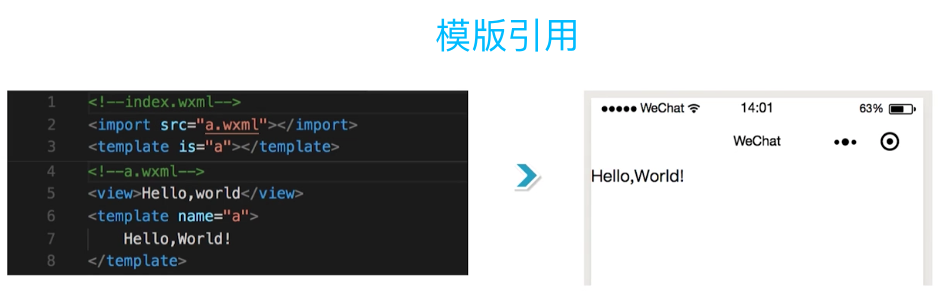 模版引用
1 <!--index.wxml-->
2 <import src="a.wxml"></import>
3 <template is="a"></template>
4 <!--a.wxml-->
5 <view>Hello,world</view>
6 <template name="a">
7 Hello,World!
8 </template>
WeChat 14:01 63%
WeChat
Hello,World!